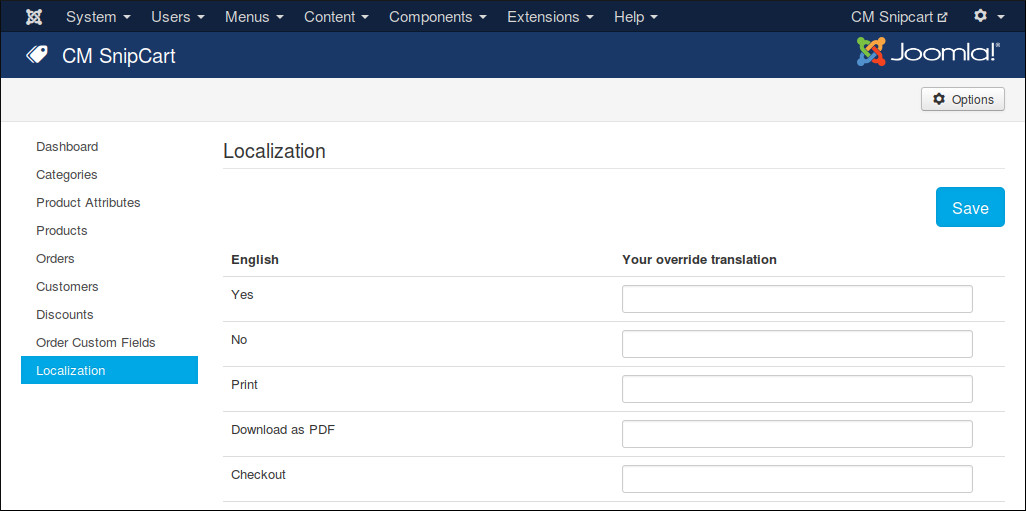 System Users Menus Content Components Extensions Help CM Snipcart
CM SnipCart Joomla!®
Options
Dashboard
Categories
Product Attributes
Products
Orders
Customers
Discounts
Order Custom Fields
Localization
Localization
Save
English Your override translation
Yes
No
Print
Download as PDF
Checkout